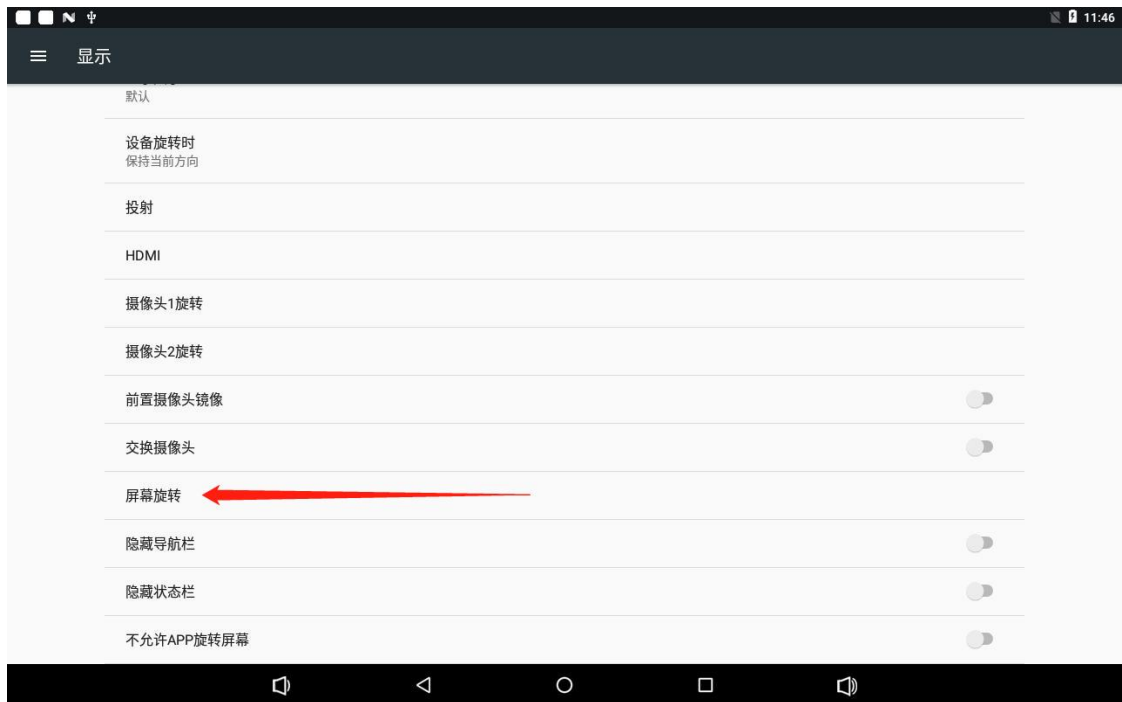 11:46
显示
默认
设备旋转时
保持当前方向
投射
HDMI
摄像头1旋转
摄像头2旋转
前置摄像头镜像
交换摄像头
屏幕旋转
隐藏导航栏
隐藏状态栏
不允许APP旋转屏幕